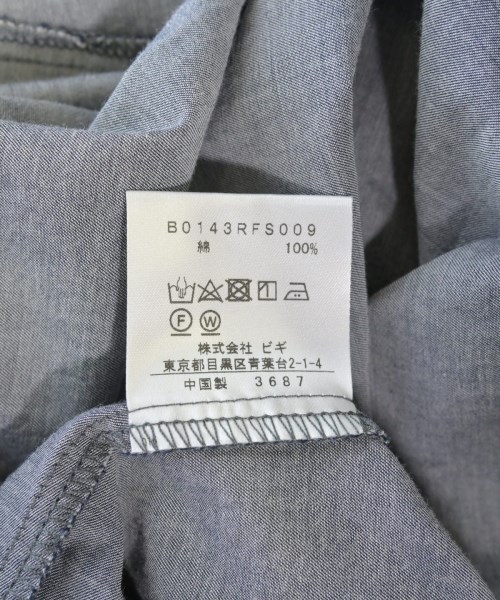 B0143RFS009
綿 100%
F W
株式会社 ビギ
東京都目黒区青葉台2-1-4
中国製 3687